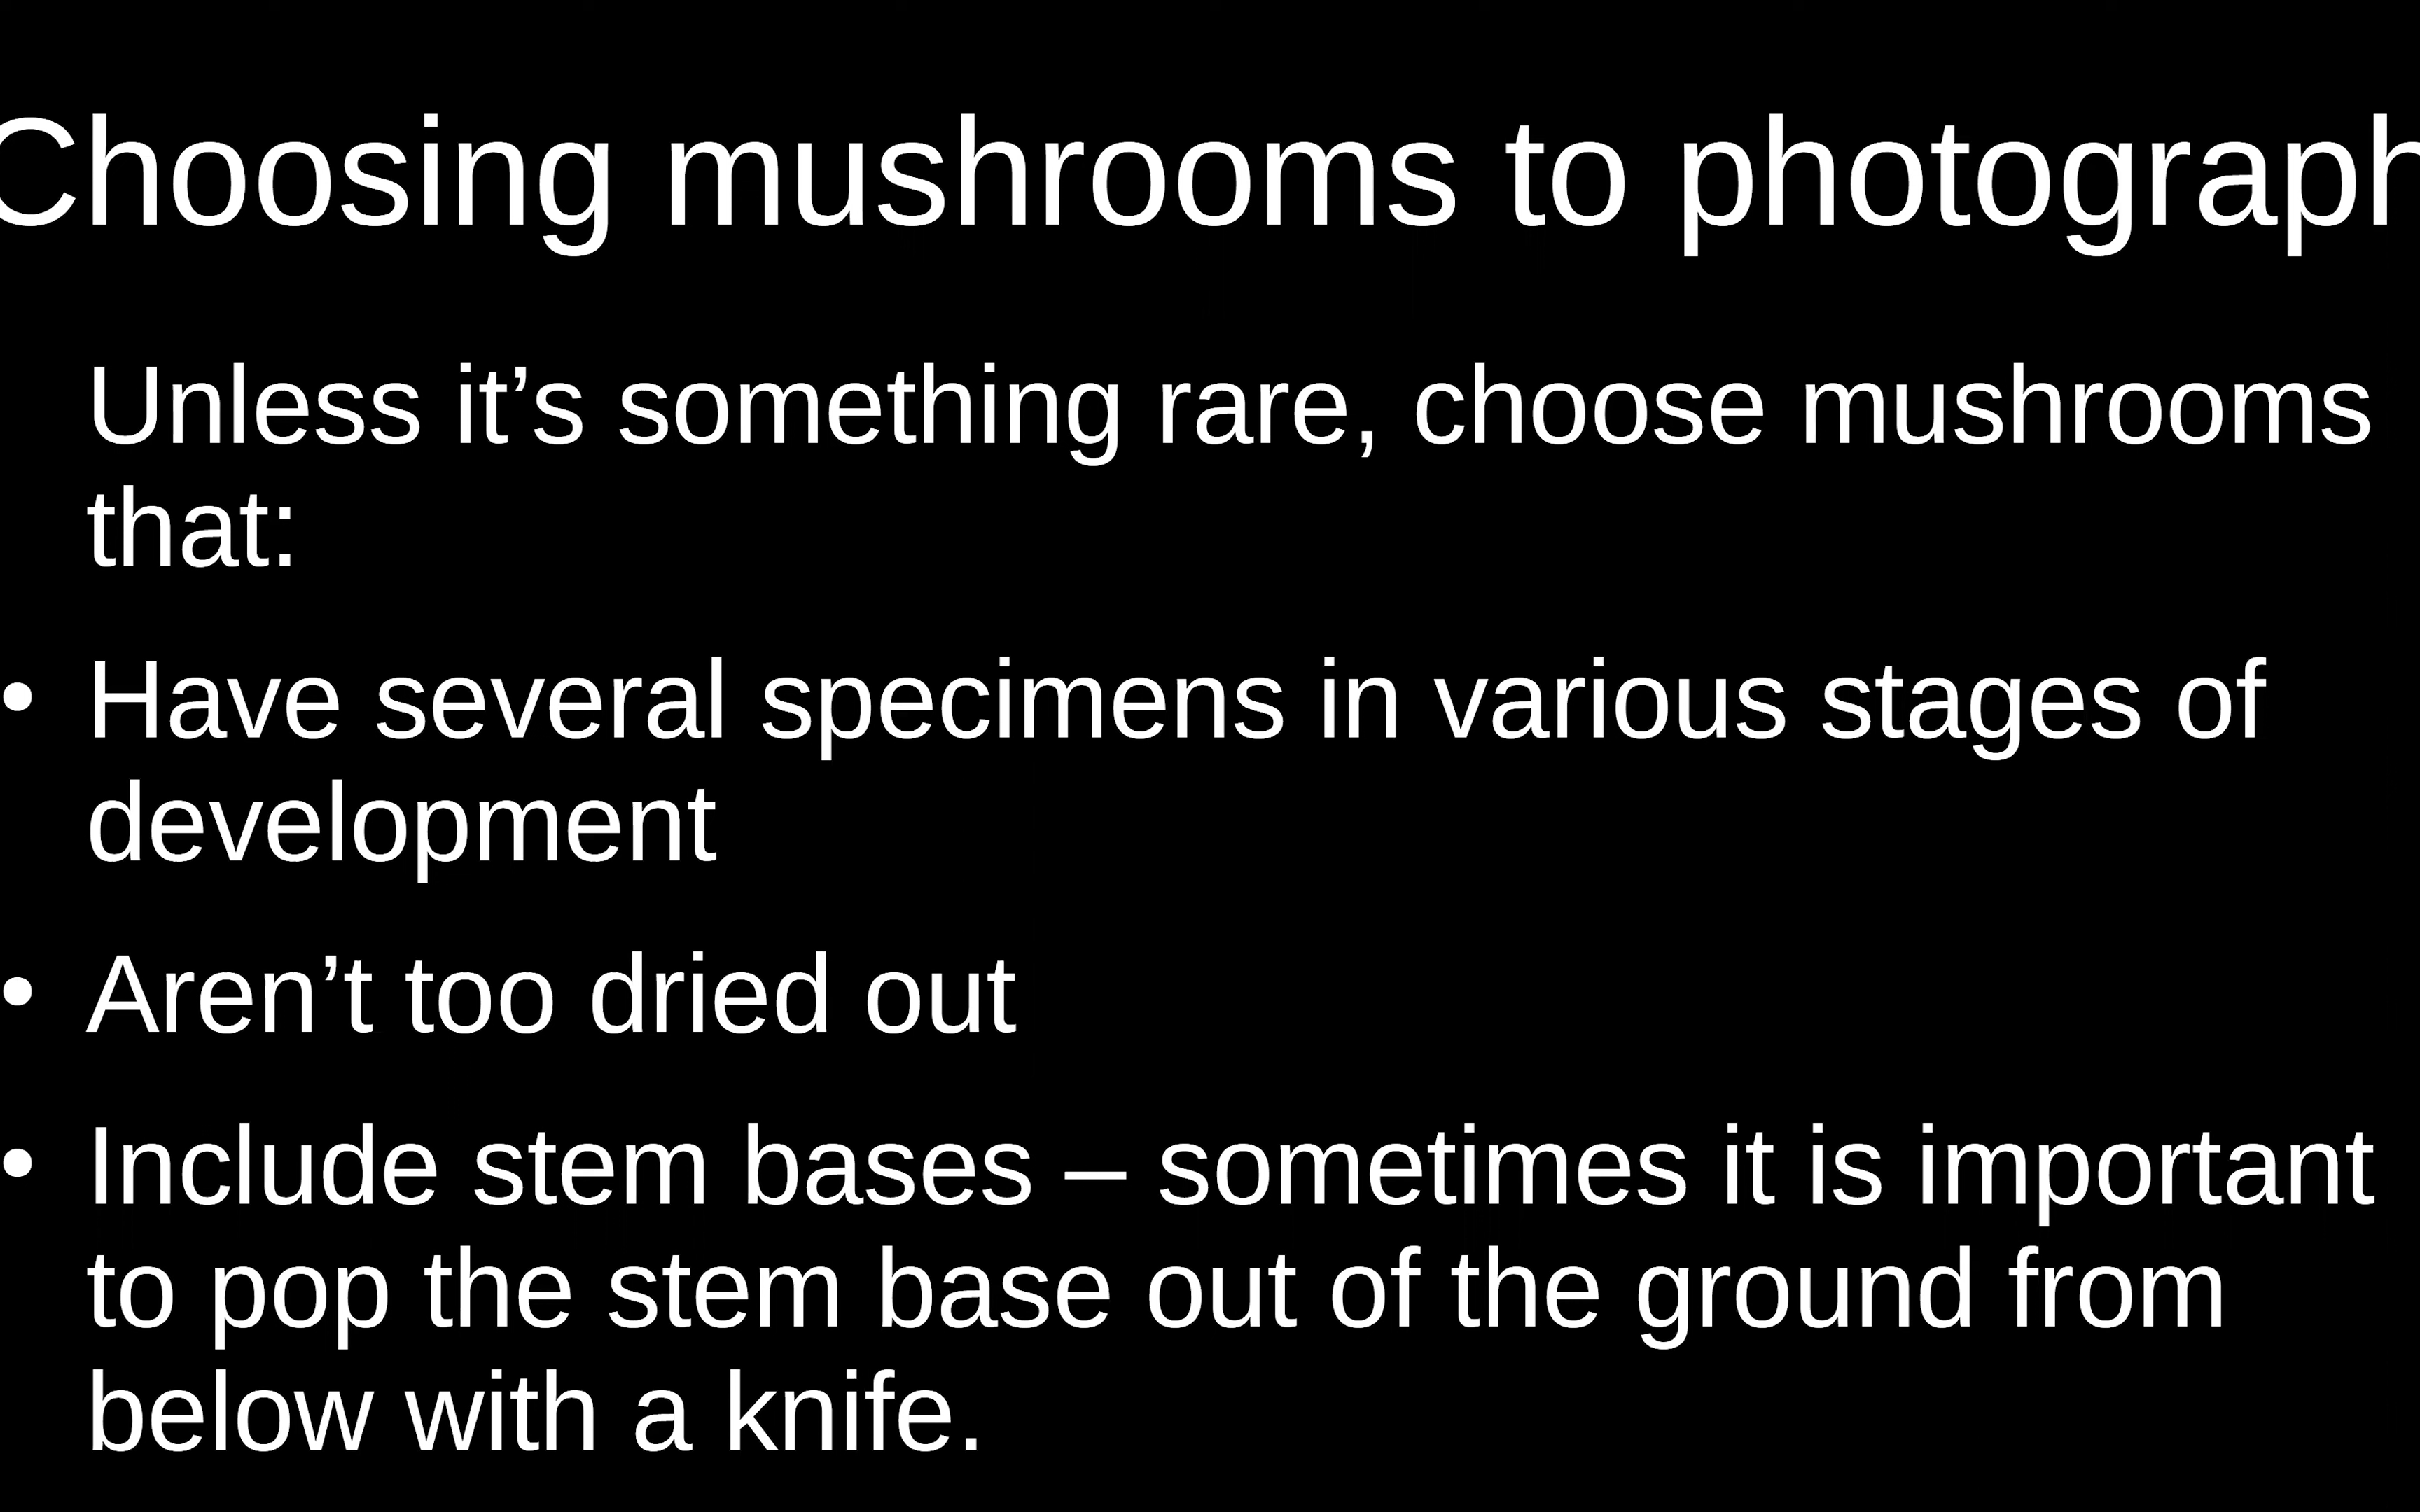 Choosing mushrooms to photograph
Unless it’s something rare, choose mushrooms
that:
• Have several specimens in various stages of
development
• Aren’t too dried out
• Include stem bases – sometimes it is important
to pop the stem base out of the ground from
below with a knife.